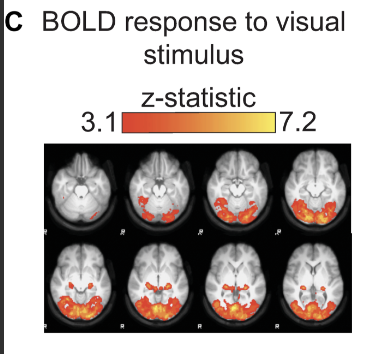 C BOLD response to visual
stimulus
z-statistic
3.1 7.2
R R R R
R R R R